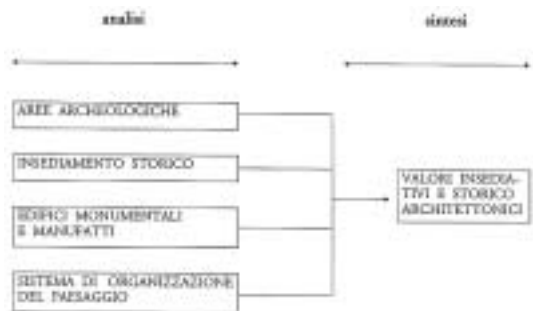 analisi
sintesi
AREE ARCHEOLOGICHE
INSEDIAMENTO STORICO
EDIFICI MONUMENTALI
E MANUFATTI
SISTEMA DI ORGANIZZAZIONE
DEL PAESAGGIO
VALORI INSEDIA-
TIVI E STORICO
ARCHITETTONICI